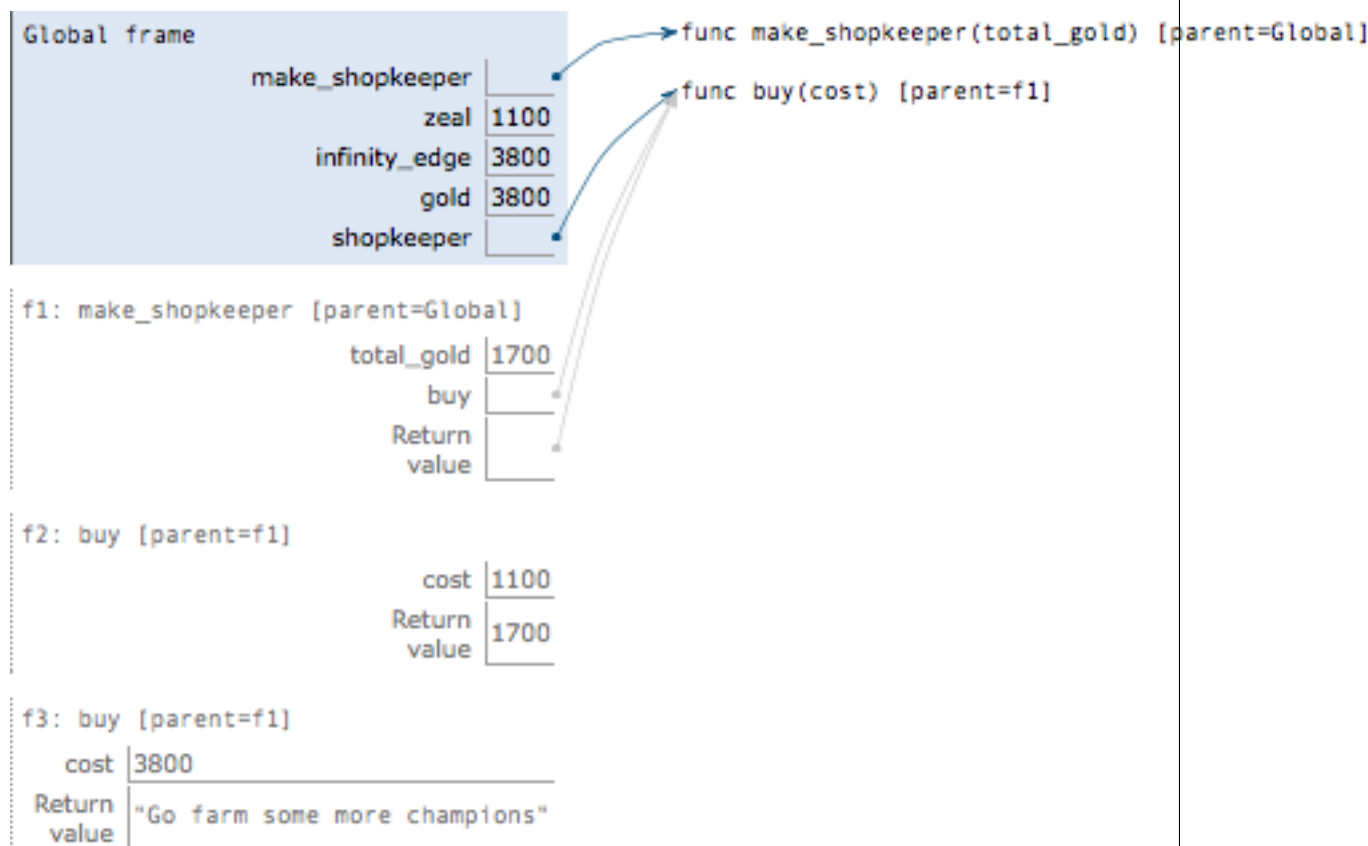 Global frame
func make_shopkeeper(total_gold) [parent=Global]
make_shopkeeper
func buy(cost) [parent=f1]
zeal 1100
infinity_edge 3800
gold 3800
shopkeeper
f1: make_shopkeeper [parent=Global]
total_gold 1700
buy
Return
value
f2: buy [parent=f1]
cost 1100
Return
value 1700
f3: buy [parent=f1]
cost 3800
Return
value "Go farm some more champions"